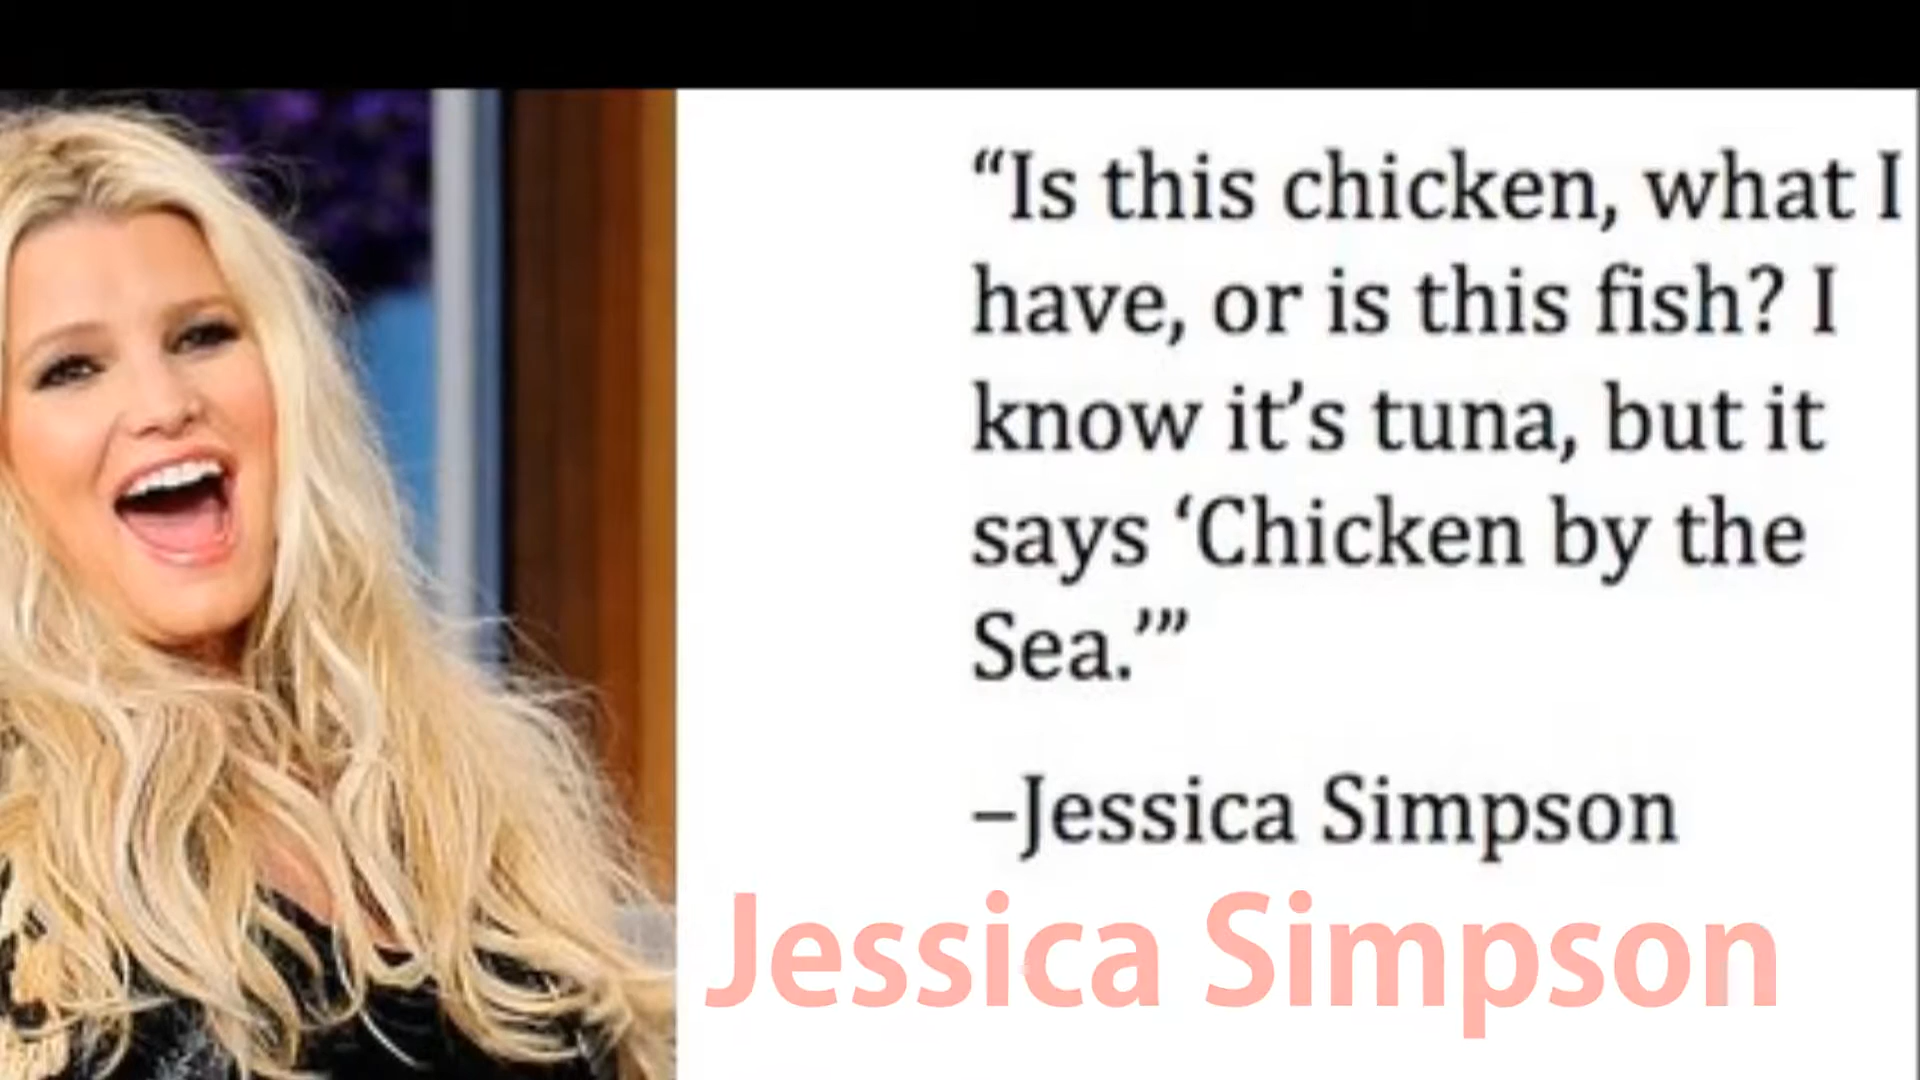 “Is this chicken, what I
have, or is this fish? I
know it’s tuna, but it
says ‘Chicken by the
Sea.’”
–Jessica Simpson
Jessica Simpson